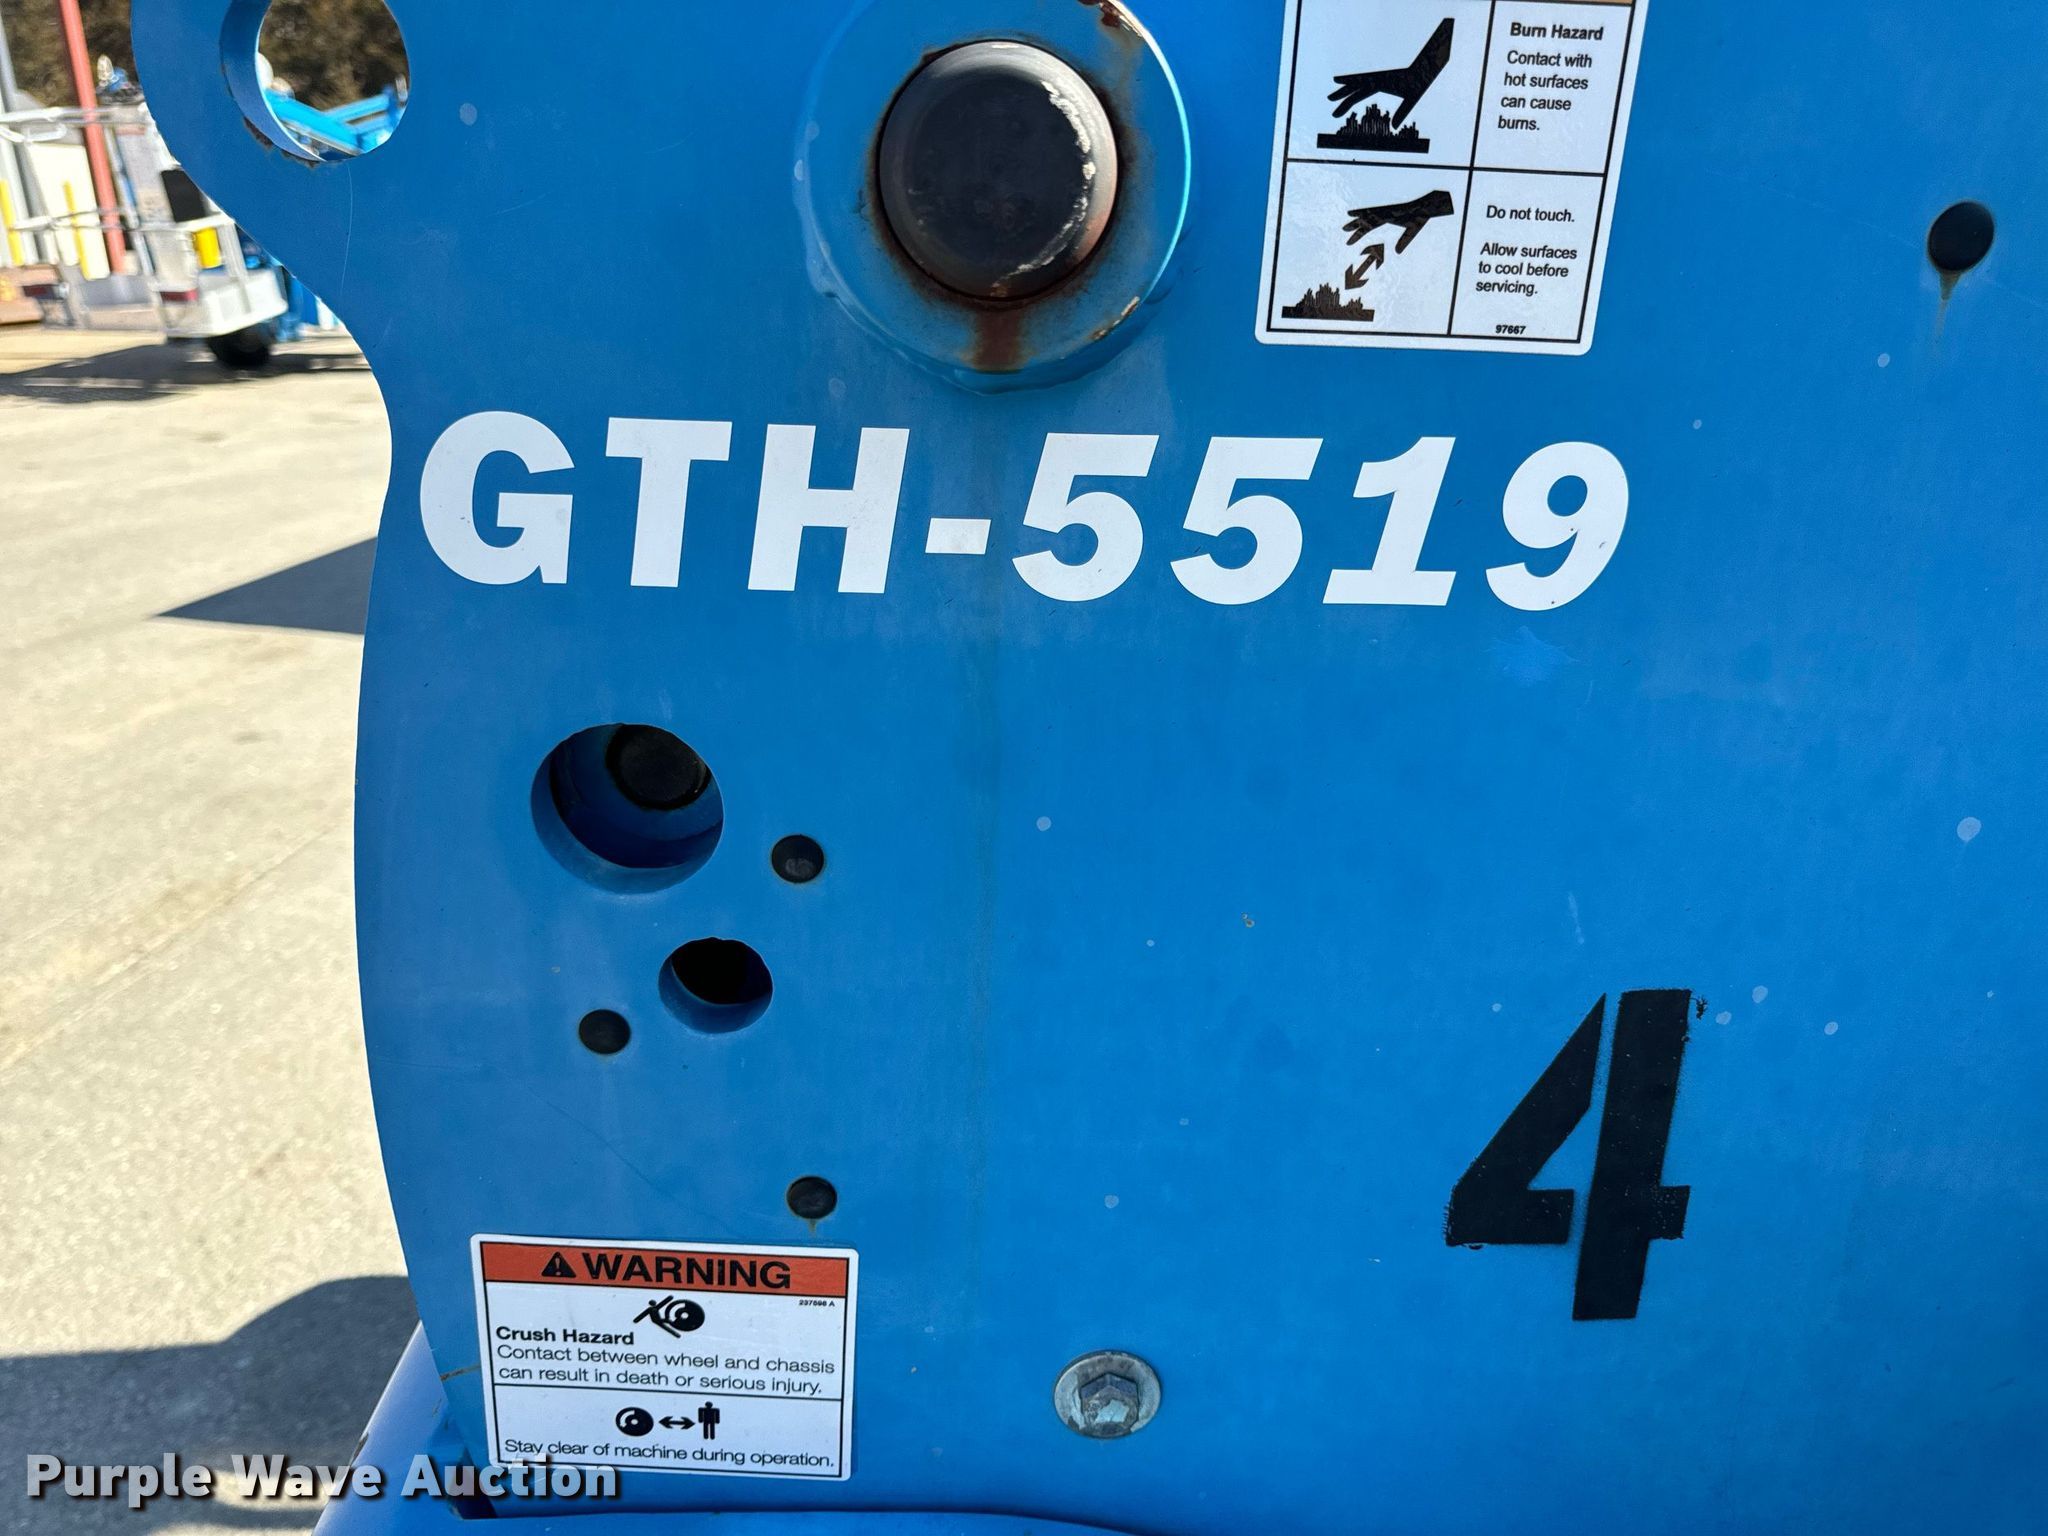 Burn Hazard
Contact with
hot surfaces
can cause
burns.
Do not touch.
Allow surfaces
to cool before
servicing.
97667
GTH-5519
4
WARNING
237598 A
Crush Hazard
Contact between wheel and chassis
can result in death or serious injury.
Stay clear of machine during operation.
Purple Wave Auction